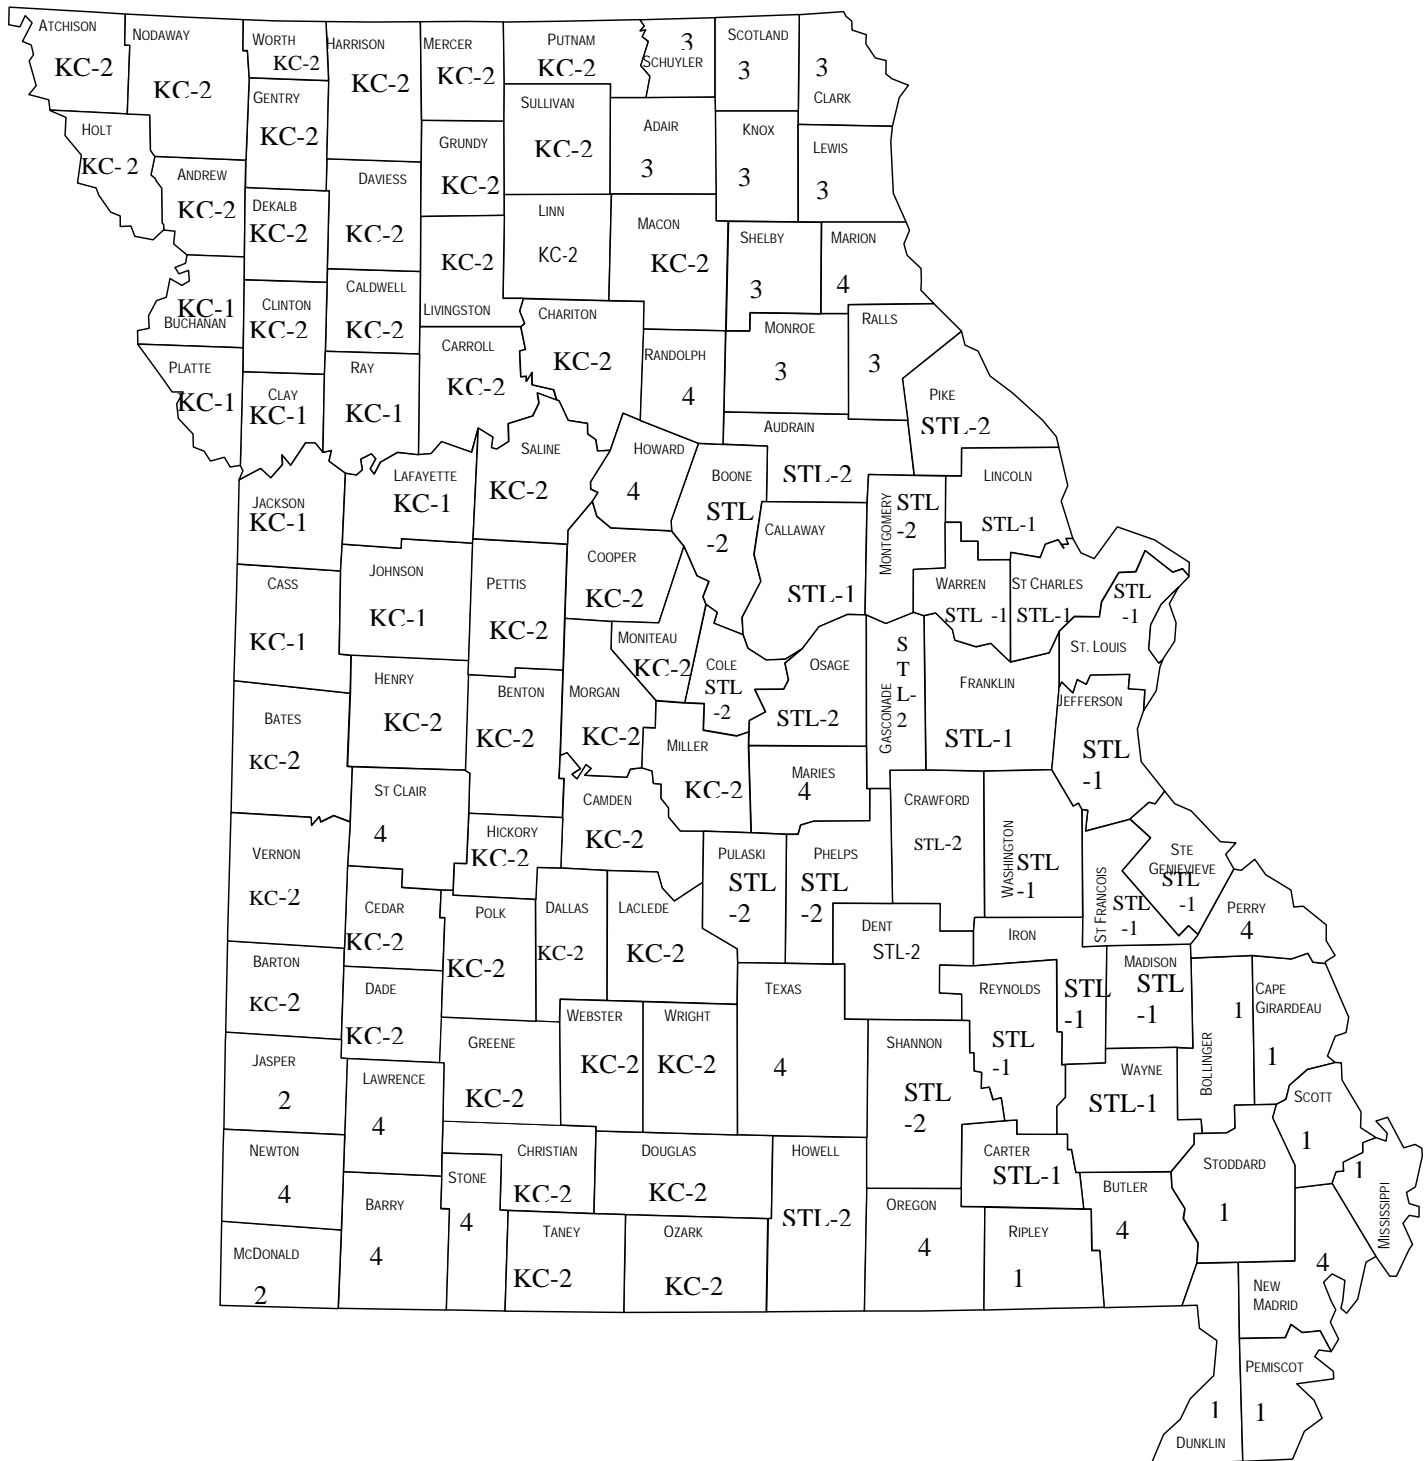 ATCHISON
KC-2
NODAWAY
KC-2
WORTH
KC-2
HARRISON
KC-2
MERCER
KC-2
PUTNAM
KC-2
3
SCHUYLER
SCOTLAND
3
3
CLARK
HOLT
KC-2
GENTRY
KC-2
GRUNDY
KC-2
SULLIVAN
KC-2
ADAIR
3
KNOX
3
LEWIS
3
ANDREW
KC-2
DEKALB
KC-2
DAVIESS
KC-2
KC-2
LIVINGSTON
LINN
KC-2
MACON
KC-2
SHELBY
3
MARION
4
KC-1
BUCHANAN
CLINTON
KC-2
CALDWELL
KC-2
CARROLL
KC-2
CHARITON
KC-2
RANDOLPH
4
MONROE
3
RALLS
3
PIKE
STL-2
PLATTE
KC-1
CLAY
KC-1
RAY
KC-1
SALINE
KC-2
HOWARD
4
BOONE
STL
-2
AUDRAIN
STL-2
MONTGOMERY
STL
-2
LINCOLN
STL-1
JACKSON
KC-1
LAFAYETTE
KC-1
COOPER
KC-2
CALLAWAY
STL-1
WARREN
STL -1
ST CHARLES
STL-1
STL
-1
ST. LOUIS
CASS
KC-1
JOHNSON
KC-1
PETTIS
KC-2
MONITEAU
KC-2
COLE
STL
-2
OSAGE
STL-2
GASCONADE
S
T
L-
2
FRANKLIN
STL-1
JEFFERSON
STL
-1
BATES
KC-2
HENRY
KC-2
BENTON
KC-2
MORGAN
KC-2
MILLER
KC-2
MARIES
4
ST CLAIR
4
HICKORY
KC-2
CAMDEN
KC-2
PULASKI
STL
-2
PHELPS
STL
-2
CRAWFORD
STL-2
WASHINGTON
STL
-1
ST FRANCOIS
STL
-1
STE
GENIEVIEVE
STL
-1
PERRY
4
VERNON
KC-2
CEDAR
KC-2
POLK
KC-2
DALLAS
KC-2
LACLEDE
KC-2
DENT
STL-2
IRON
STL
-1
MADISON
STL
-1
BARTON
KC-2
DADE
KC-2
GREENE
KC-2
WEBSTER
KC-2
WRIGHT
KC-2
TEXAS
4
SHANNON
STL
-2
REYNOLDS
STL
-1
WAYNE
STL-1
BOLLINGER
1
CAPE
GIRARDEAU
1
JASPER
2
LAWRENCE
4
SCOTT
1
NEWTON
4
BARRY
4
STONE
4
CHRISTIAN
KC-2
DOUGLAS
KC-2
HOWELL
STL-2
CARTER
STL-1
BUTLER
4
STODDARD
1
1
MISSISSIPPI
MCDONALD
2
TANEY
KC-2
OZARK
KC-2
OREGON
4
RIPLEY
1
4
NEW
MADRID
PEMISCOT
1
1
DUNKLIN